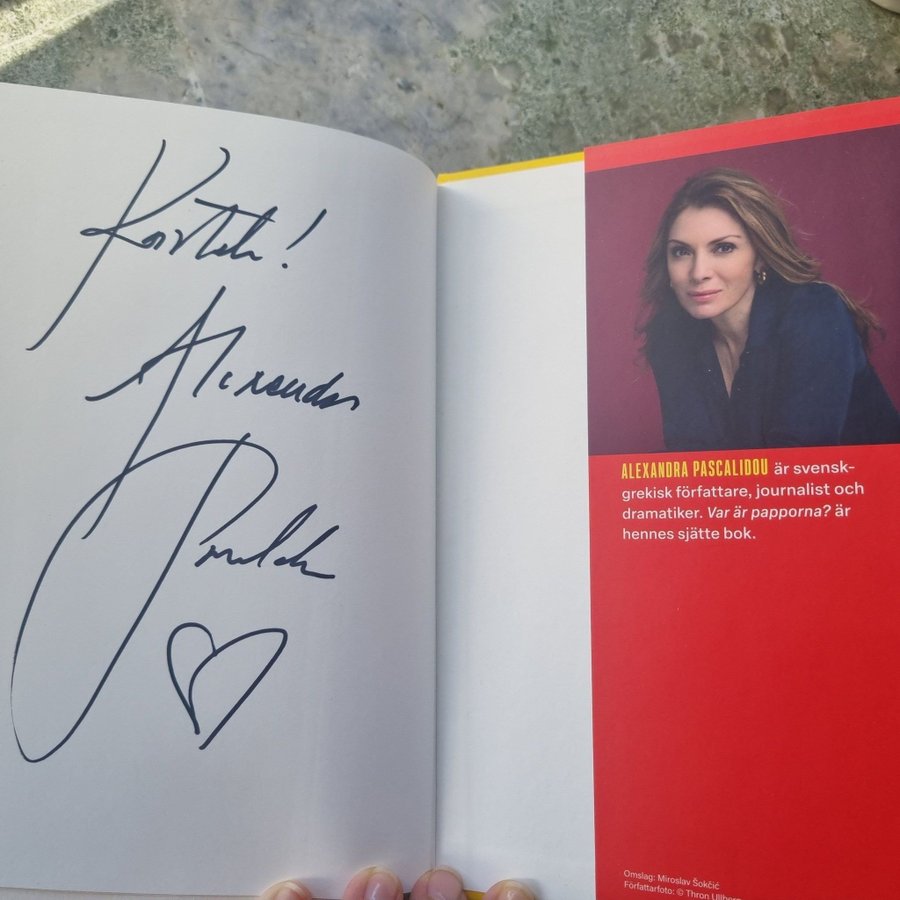 Alexandra
ALEXANDRA PASCALIDOU är svensk-
grekisk författare, journalist och
dramatiker. Var är papporna? är
hennes sjätte bok.
Omslag: Miroslav Šokčić
Författarfoto: © Thron Ullberg